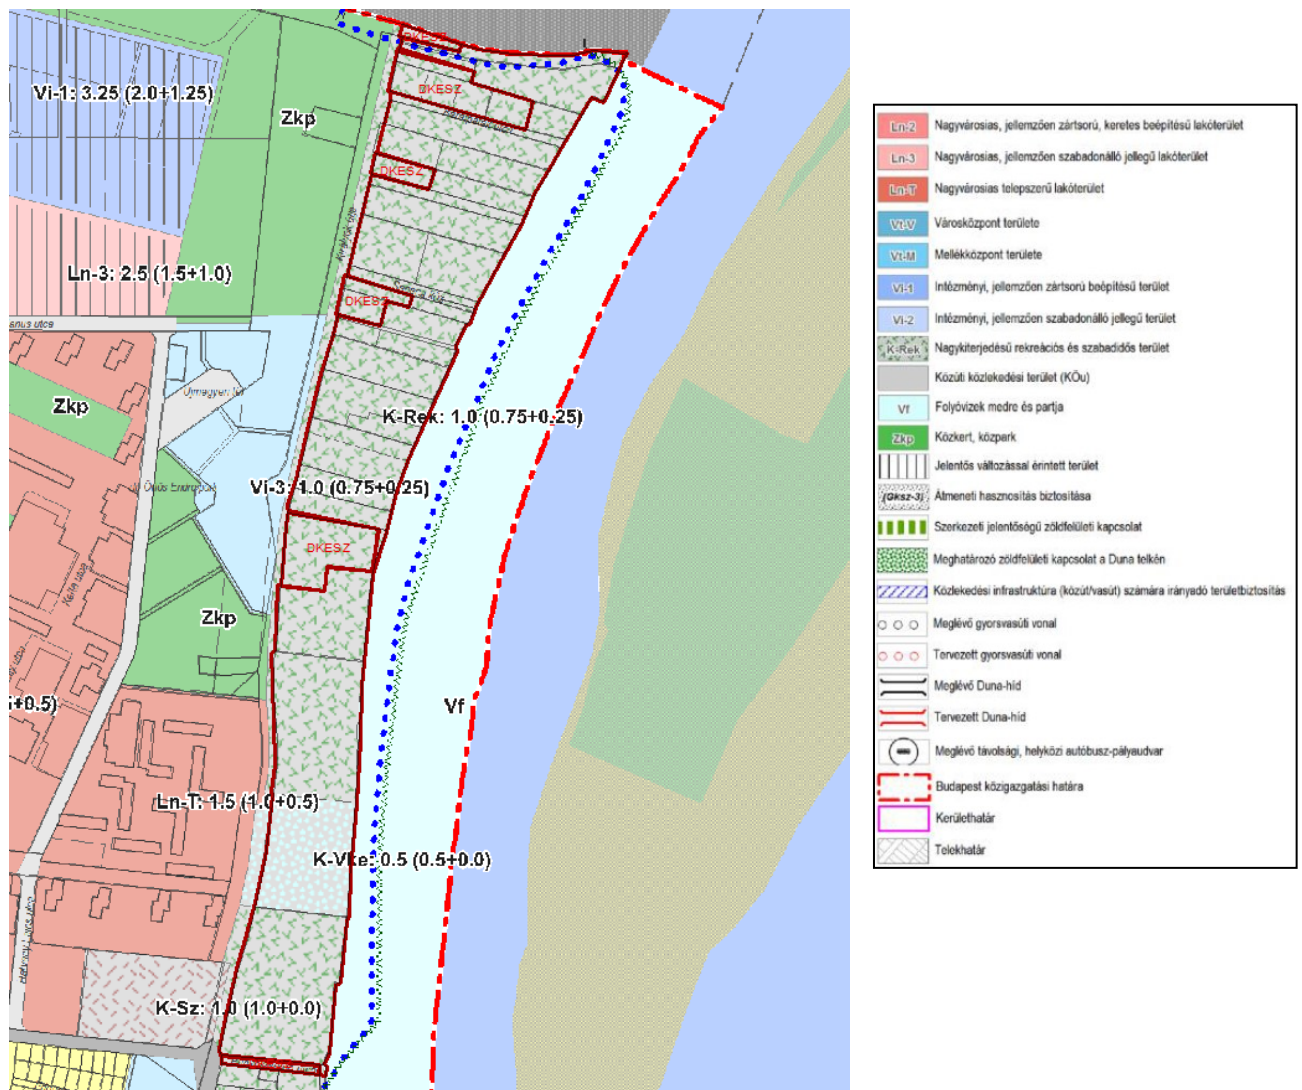 DKESZ
Vi-1: 3.25 (2.0+1.25)
DKESZ
Zkp
DKESZ
Ln-3: 2.5 (1.5+1.0)
DKESZ
Zkp
K-Rek: 1.0 (0.75+0.25)
Vi-3: 1.0 (0.75+0.25)
DKESZ
Zkp
+0.5)
Vf
Ln-T: 1.5 (1.0+0.5)
K-Vke: 0.5 (0.5+0.0)
K-Sz: 1.0 (1.0+0.0)
Ln-2 Nagyvárosias, jellemzően zártsorú, keretes beépítésű lakóterület
Ln-3 Nagyvárosias, jellemzően szabadonálló jellegű lakóterület
Ln-T Nagyvárosias telepszerű lakóterület
Vt-V Városközpont területe
Vt-M Mellékközpont területe
Vi-1 Intézményi, jellemzően zártsorú beépítésű terület
Vi-2 Intézményi, jellemzően szabadonálló jellegű terület
K-Rek Nagykiterjedésű rekreációs és szabadidős terület
Közúti közlekedési terület (KÖu)
Vf Folyóvizek medre és partja
Zkp Közkert, közpark
Jelentős változással érintett terület
(Gksz-3) Átmeneti hasznosítás biztosítása
Szerkezeti jelentőségű zöldfelületi kapcsolat
Meghatározó zöldfelületi kapcsolat a Duna telkén
Közlekedési infrastruktúra (közút/vasút) számára irányadó területbiztosítás
Meglévő gyorsvasúti vonal
Tervezett gyorsvasúti vonal
Meglévő Duna-híd
Tervezett Duna-híd
Meglévő távolsági, helyközi autóbusz-pályaudvar
Budapest közigazgatási határa
Kerülethatár
Telekhatár